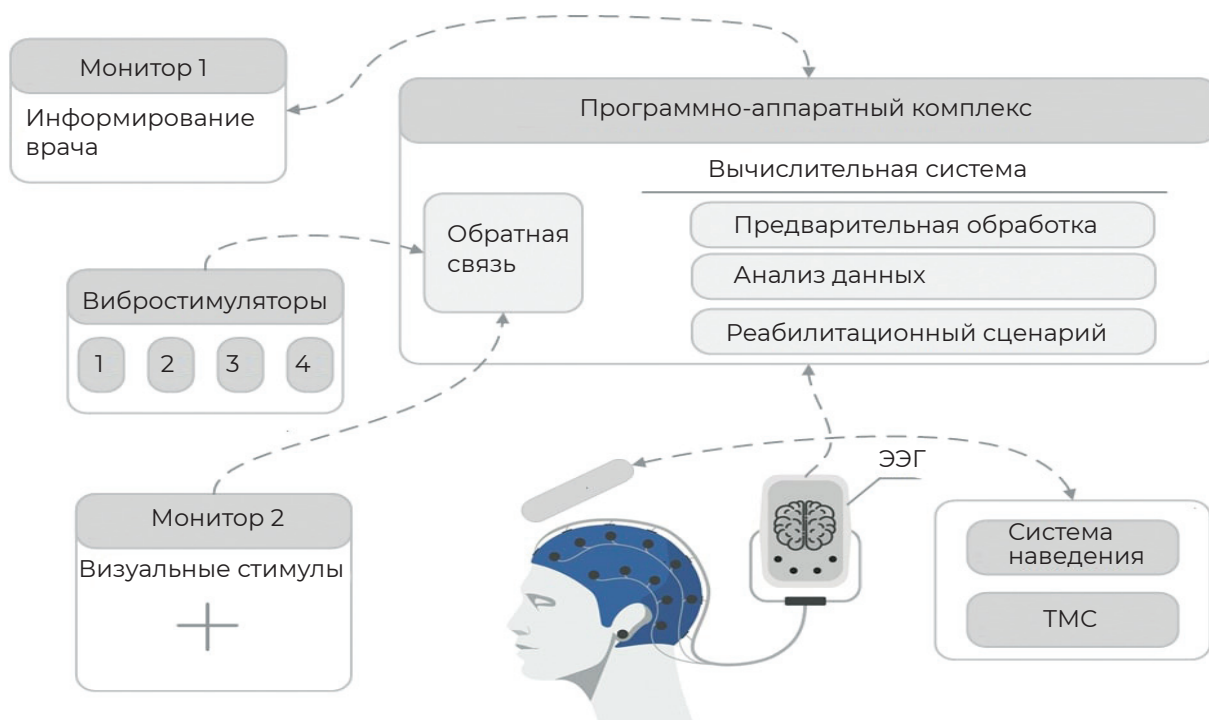 Монитор 1
Информирование
врача
Программно-аппаратный комплекс
Вычислительная система
Предварительная обработка
Анализ данных
Реабилитационный сценарий
Обратная
связь
Вибростимуляторы
1 2 3 4
Монитор 2
Визуальные стимулы
ЭЭГ
Система
наведения
ТМС